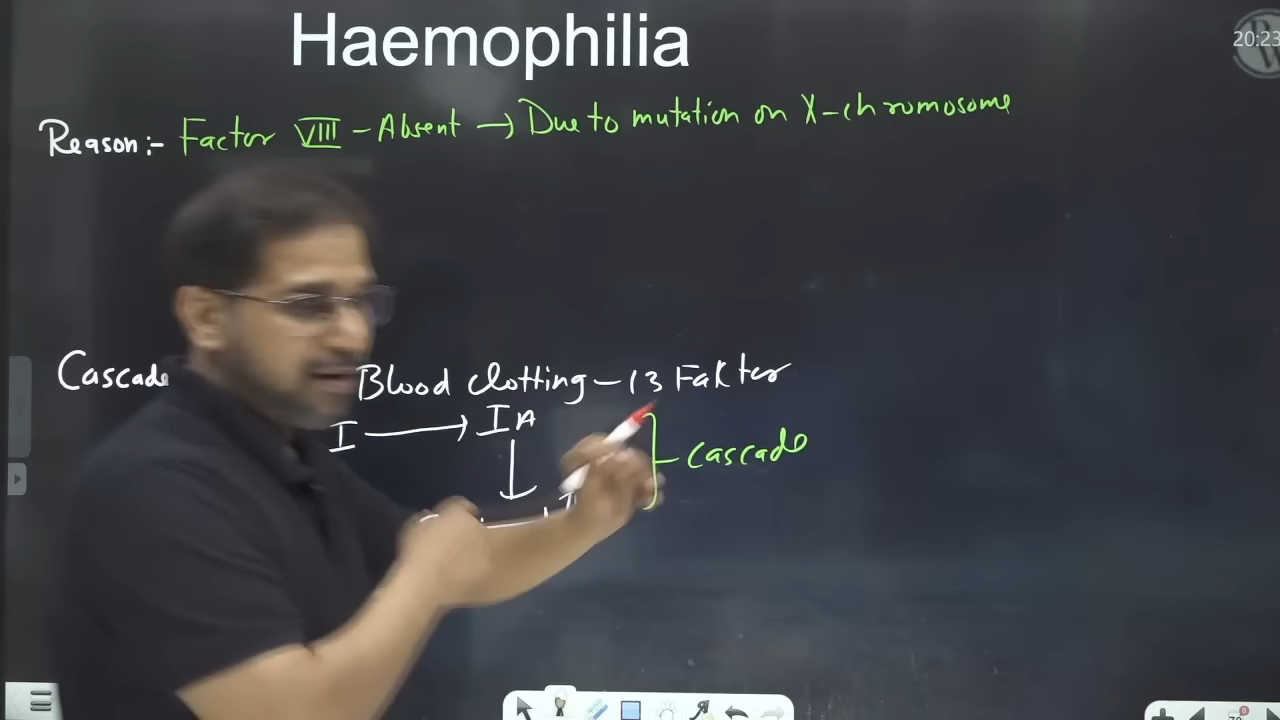 Haemophilia
20:23
Reason:- Factor VIII - Absent → Due to mutation on X-chromosome
Cascade Blood clotting - 13 Fakter
I → IA
cascade